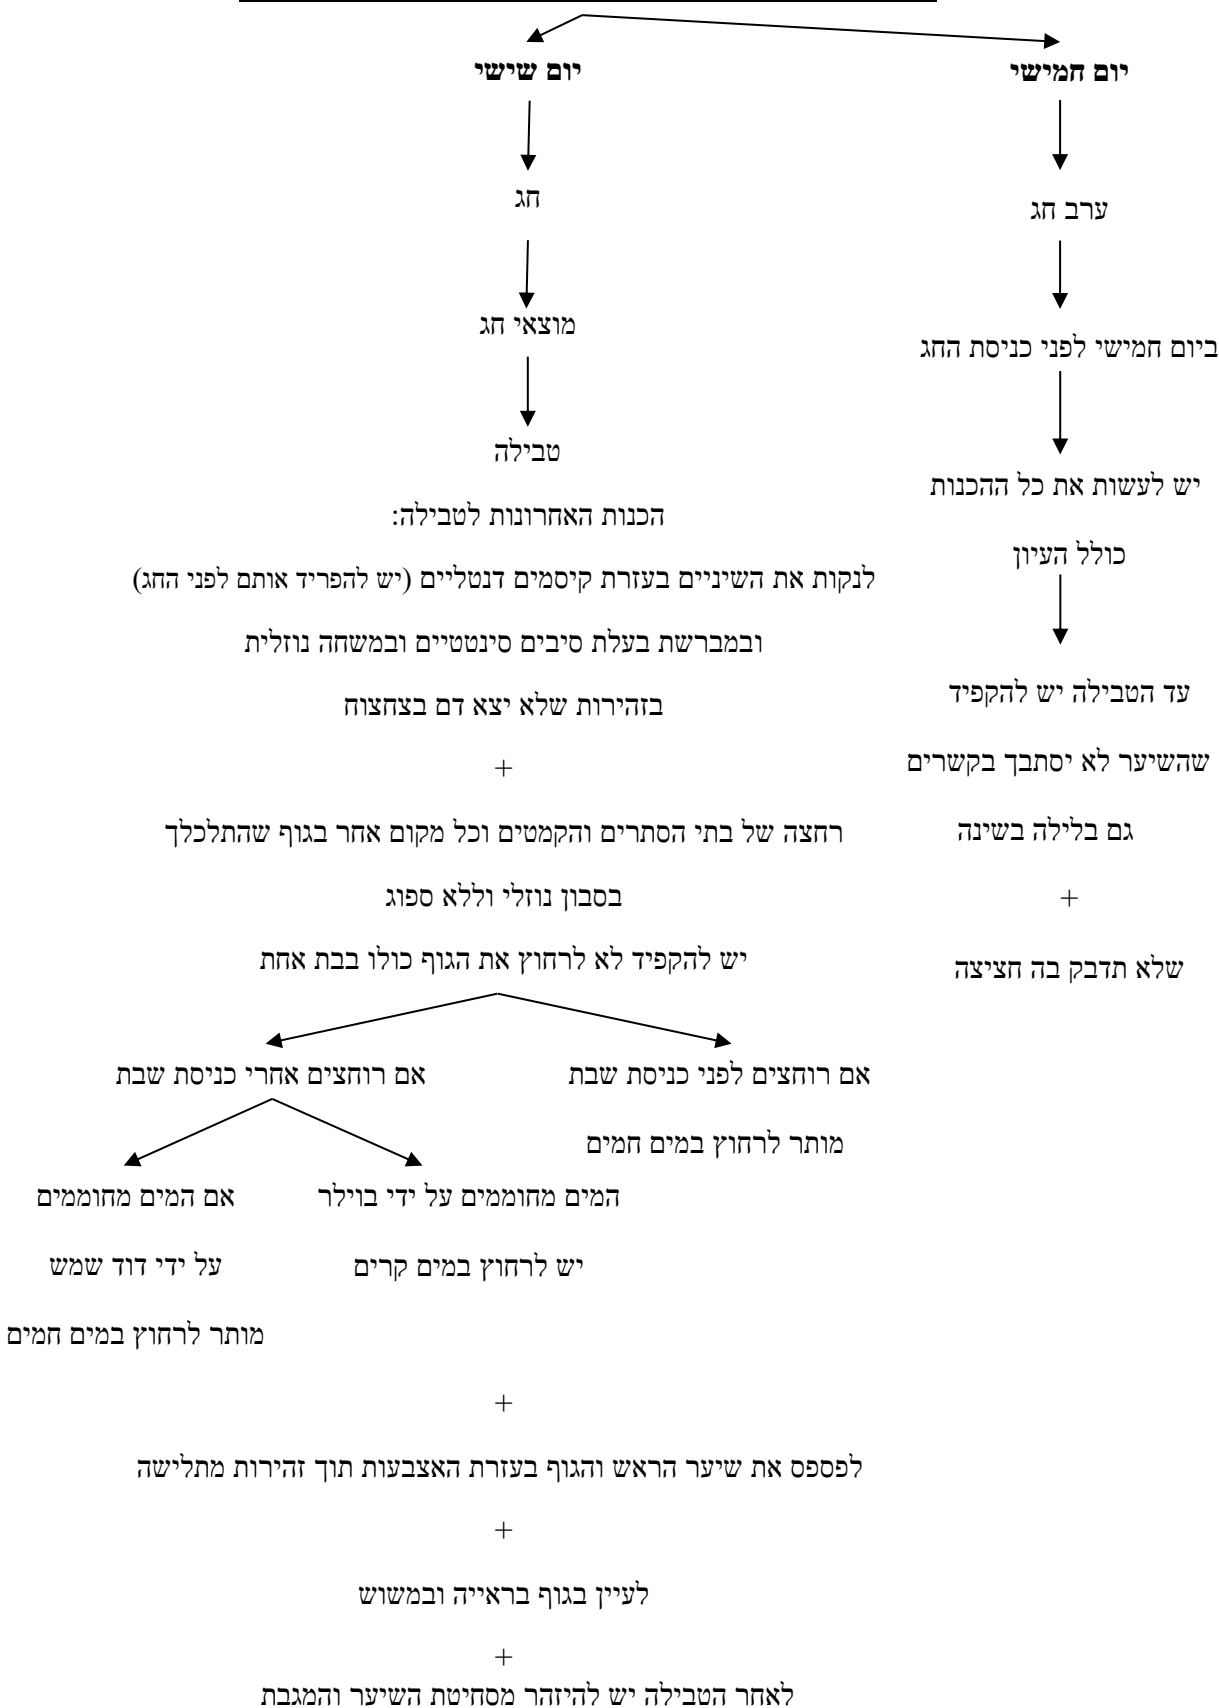 יום חמישי
ערב חג
ביום חמישי לפני כניסת החג
יש לעשות את כל ההכנות
כולל העיון
עד הטבילה יש להקפיד
שהשיער לא יסתבך בקשרים
גם בלילה בשינה
+
שלא תדבק בה חציצה
יום שישי
חג
מוצאי חג
טבילה
הכנות האחרונות לטבילה:
לנקות את השיניים בעזרת קיסמים דנטליים (יש להפריד אותם לפני החג)
ובמברשת בעלת סיבים סינטטיים ובמשחה נוזלית
בזהירות שלא יצא דם בצחצוח
+
רחצה של בתי הסתרים והקמטים וכל מקום אחר בגוף שהתלכלך
בסבון נוזלי וללא ספוג
יש להקפיד לא לרחוץ את הגוף כולו בבת אחת
אם רוחצים לפני כניסת שבת
מותר לרחוץ במים חמים
אם רוחצים אחרי כניסת שבת
המים מחוממים על ידי בוילר
יש לרחוץ במים קרים
אם המים מחוממים
על ידי דוד שמש
מותר לרחוץ במים חמים
+
לפספס את שיער הראש והגוף בעזרת האצבעות תוך זהירות מתלישה
+
לעיין בגוף בראייה ובמשוש
+
לאחר הטבילה יש להיזהר מסחיטת השיער והמגבת